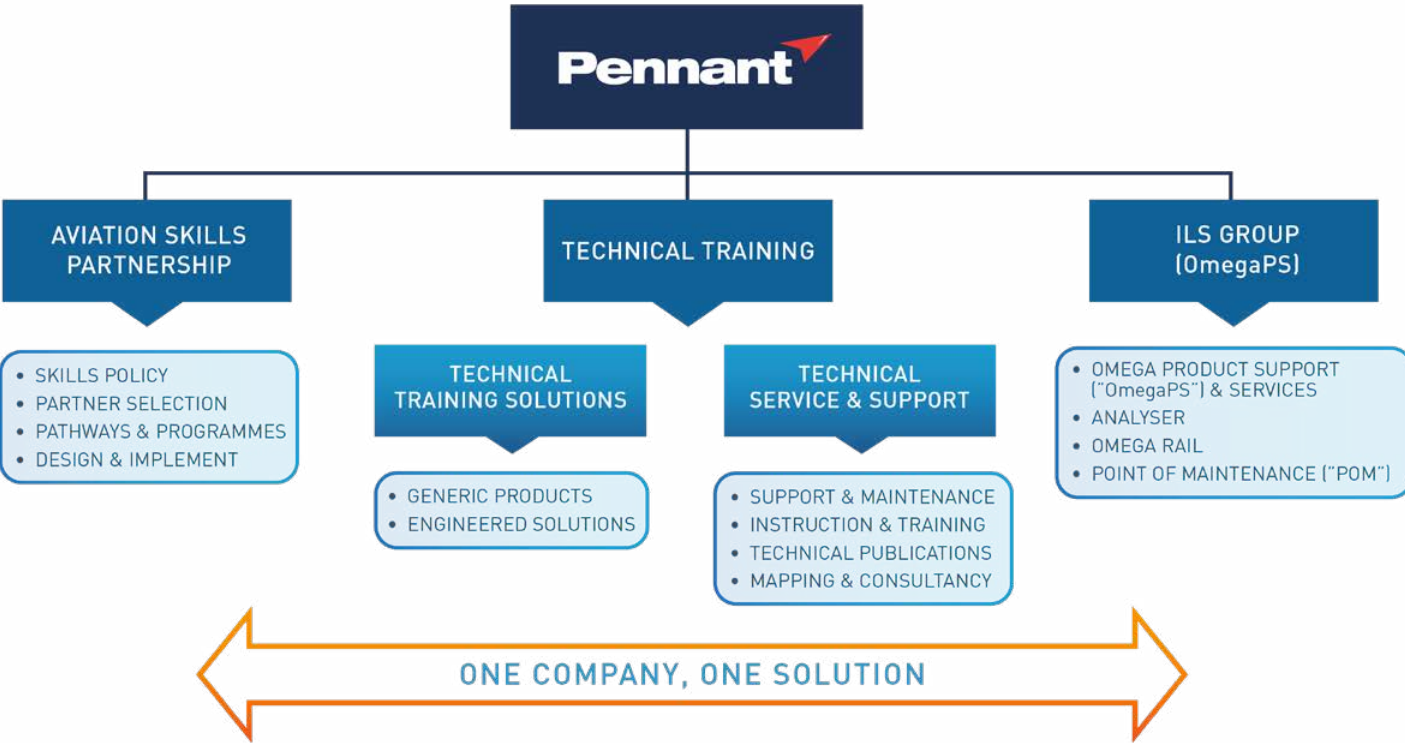 Pennant
AVIATION SKILLS
PARTNERSHIP
TECHNICAL TRAINING
ILS GROUP
(OmegaPS)
• SKILLS POLICY
• PARTNER SELECTION
• PATHWAYS & PROGRAMMES
• DESIGN & IMPLEMENT
TECHNICAL
TRAINING SOLUTIONS
• GENERIC PRODUCTS
• ENGINEERED SOLUTIONS
TECHNICAL
SERVICE & SUPPORT
• SUPPORT & MAINTENANCE
• INSTRUCTION & TRAINING
• TECHNICAL PUBLICATIONS
• MAPPING & CONSULTANCY
• OMEGA PRODUCT SUPPORT
("OmegaPS") & SERVICES
• ANALYSER
• OMEGA RAIL
• POINT OF MAINTENANCE ("POM")
ONE COMPANY, ONE SOLUTION